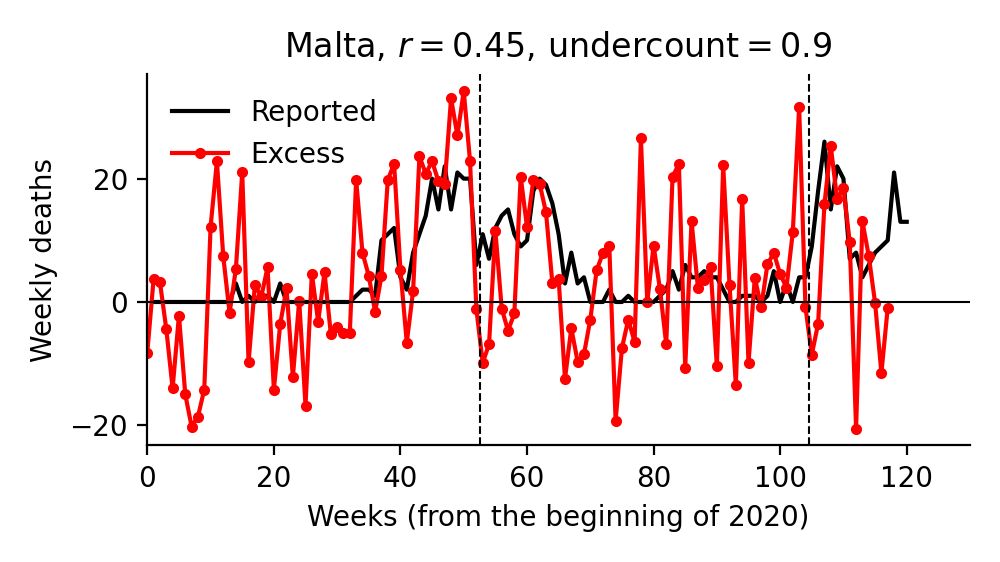 Malta, r = 0.45, undercount = 0.9
Reported
Excess
Weekly deaths
20
0
−20
0 20 40 60 80 100 120
Weeks (from the beginning of 2020)